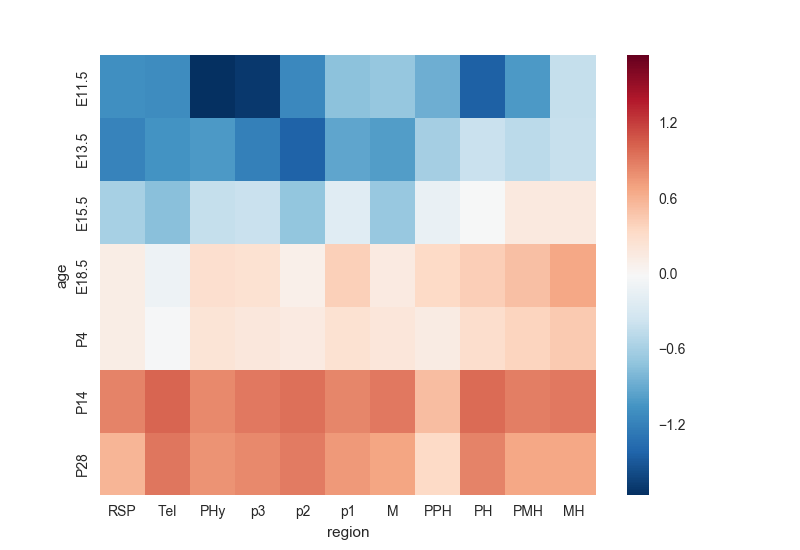 E11.5
E13.5
E15.5
E18.5
P4
P14
P28
age
RSP Tel PHy p3 p2 p1 M PPH PH PMH MH
region
1.2
0.6
0.0
−0.6
−1.2